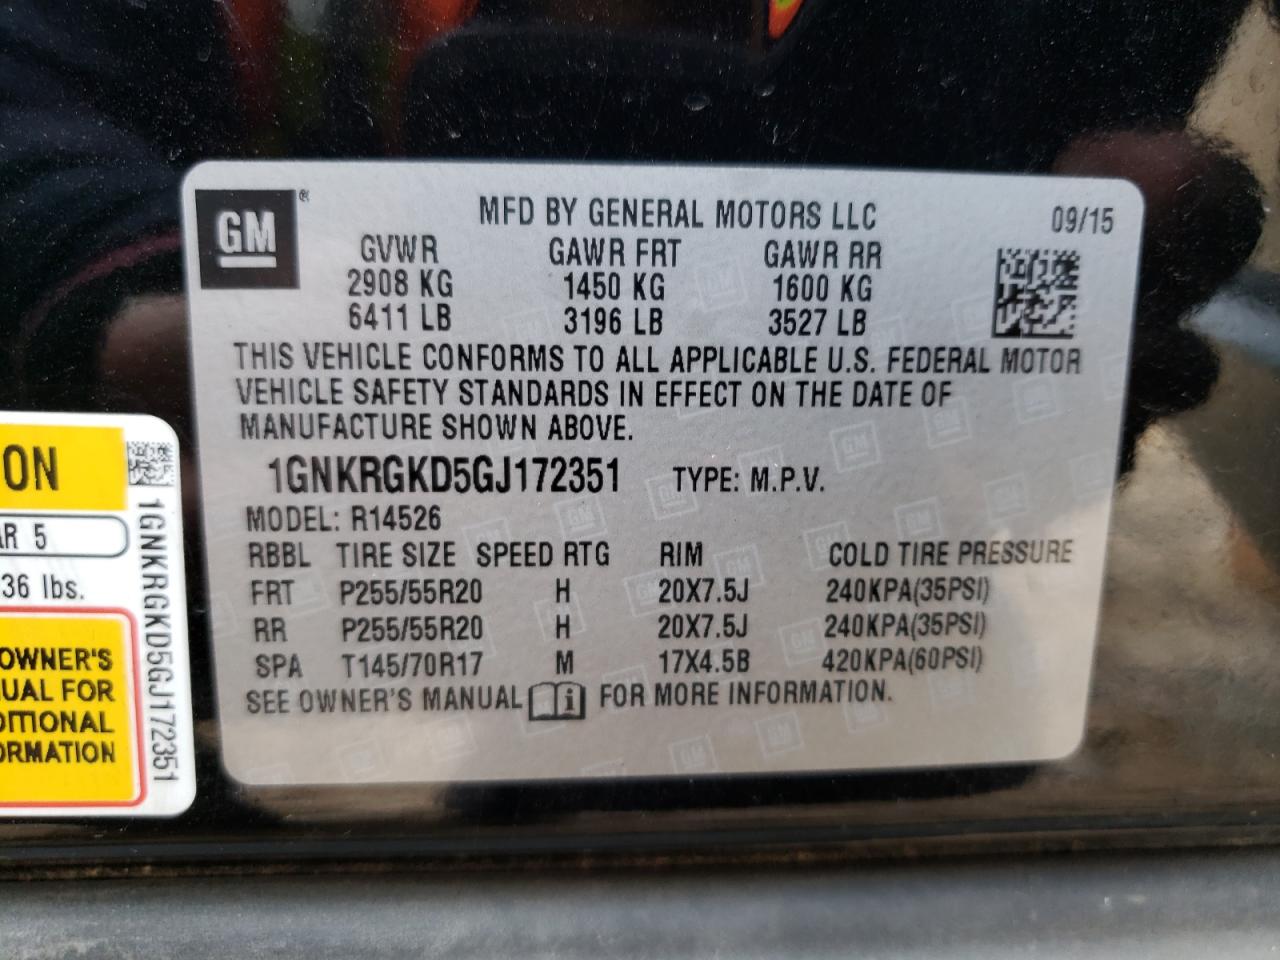 GM
MFD BY GENERAL MOTORS LLC 09/15
GVWR GAWR FRT GAWR RR
2908 KG 1450 KG 1600 KG
6411 LB 3196 LB 3527 LB
THIS VEHICLE CONFORMS TO ALL APPLICABLE U.S. FEDERAL MOTOR
VEHICLE SAFETY STANDARDS IN EFFECT ON THE DATE OF
MANUFACTURE SHOWN ABOVE.
1GNKRGKD5GJ172351 TYPE: M.P.V.
MODEL: R14526
RBBL TIRE SIZE SPEED RTG RIM COLD TIRE PRESSURE
FRT P255/55R20 H 20X7.5J 240KPA(35PSI)
RR P255/55R20 H 20X7.5J 240KPA(35PSI)
SPA T145/70R17 M 17X4.5B 420KPA(60PSI)
SEE OWNER'S MANUAL FOR MORE INFORMATION.
ON
AR 5
36 lbs.
OWNER'S
UAL FOR
DITIONAL
ORMATION
1GNKRGKD5GJ172351